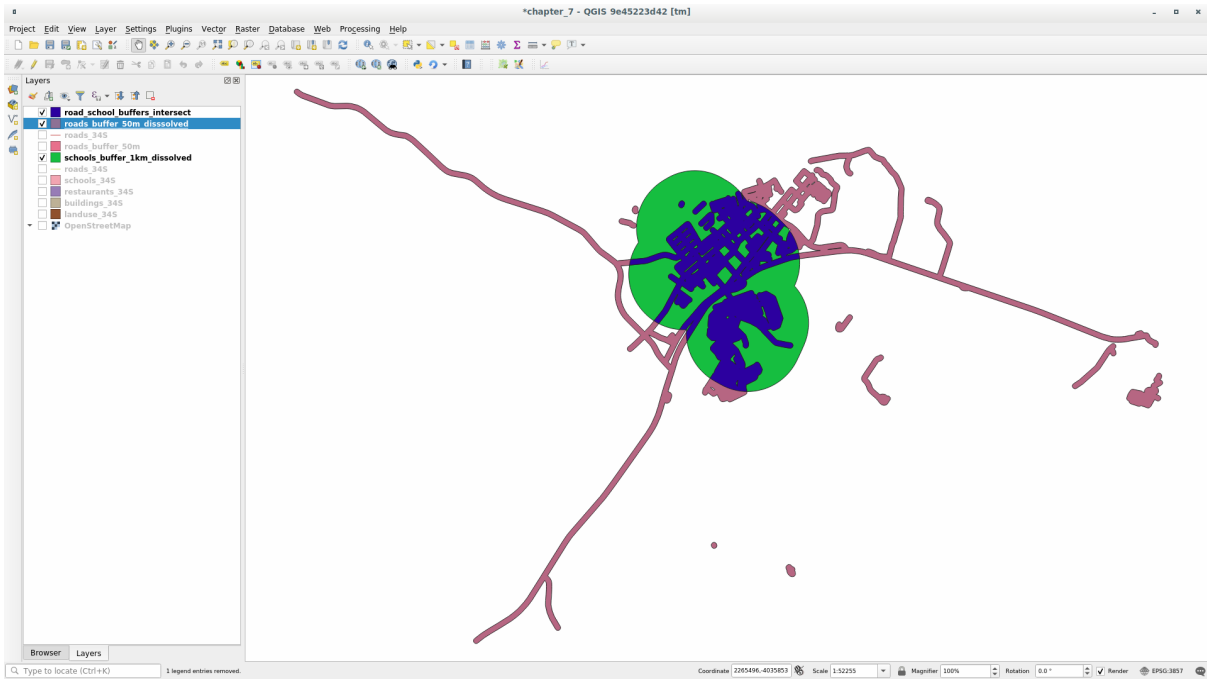 *chapter_7 - QGIS 9e45223d42 [tm]
Project Edit View Layer Settings Plugins Vector Raster Database Web Processing Help
Layers
road_school_buffers_intersect
roads_buffer_50m_disssolved
roads_34S
roads_buffer_50m
schools_buffer_1km_dissolved
roads_34S
schools_34S
restaurants_34S
buildings_34S
landuse_34S
OpenStreetMap
Browser Layers
Type to locate (Ctrl+K) 1 legend entries removed. Coordinate 2265496,-4035853 Scale 1:52255 Magnifier 100% Rotation 0.0 ° Render EPSG:3857